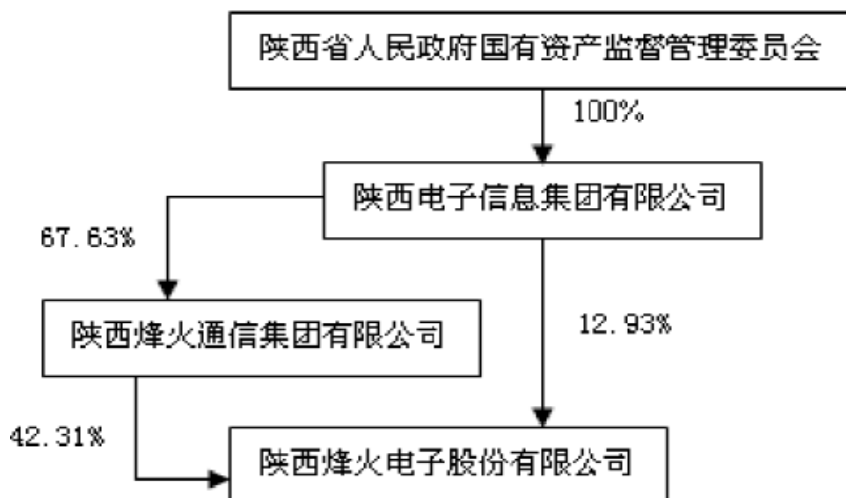 陕西省人民政府国有资产监督管理委员会
100%
陕西电子信息集团有限公司
67.63%
陕西烽火通信集团有限公司
12.93%
42.31%
陕西烽火电子股份有限公司